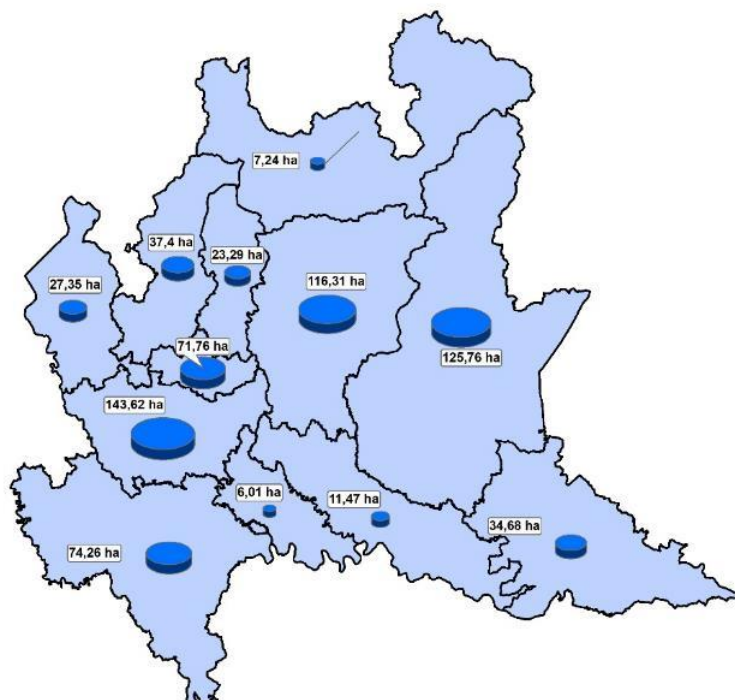 7,24 ha
37,4 ha
23,29 ha
27,35 ha
116,31 ha
71,76 ha
125,76 ha
143,62 ha
6,01 ha
11,47 ha
34,68 ha
74,26 ha